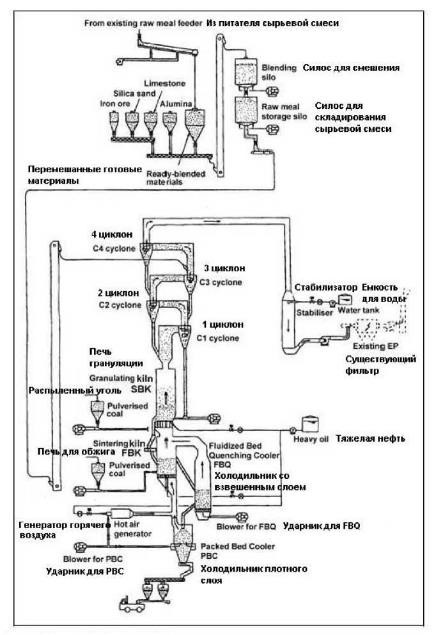 From existing raw meal feeder Из питателя сырьевой смеси
Blending silo
Силос для смешения
Limestone
Silica sand
Iron ore
Alumina
Raw meal storage silo
Силос для складирования сырьевой смеси
Перемешанные готовые материалы
Ready-blended materials
4 циклон
C4 cyclone
3 циклон
C3 cyclone
2 циклон
C2 cyclone
1 циклон
C1 cyclone
Стабилизатор
Stabiliser
Емкость для воды
Water tank
Existing EP
Существующий фильтр
Печь грануляции
Granulating kiln
SBK
Распыленный уголь
Pulverised coal
Sintering kiln
FBK
Печь для обжига
Pulverised coal
Fluidized Bed Quenching Cooler
FBQ
Холодильник со взвешенным слоем
Heavy oil
Тяжелая нефть
Генератор горячего воздуха
Hot air generator
Blower for FBQ
Ударник для FBQ
Blower for PBC
Ударник для PBC
Packed Bed Cooler
PBC
Холодильник плотного слоя